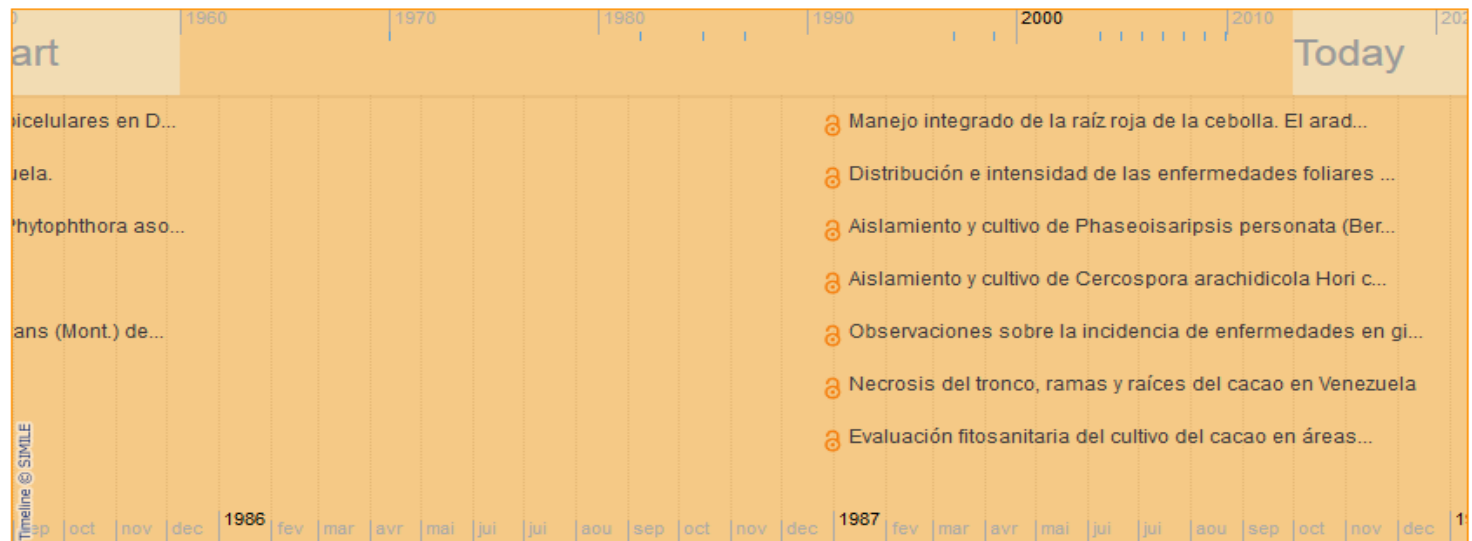 1960 1970 1980 1990 2000 2010 202
art Today
icelulares en D... Manejo integrado de la raíz roja de la cebolla. El arad...
uela. Distribución e intensidad de las enfermedades foliares ...
Phytophthora aso... Aislamiento y cultivo de Phaseoisaripsis personata (Ber...
Aislamiento y cultivo de Cercospora arachidicola Hori c...
ans (Mont.) de... Observaciones sobre la incidencia de enfermedades en gi...
Necrosis del tronco, ramas y raíces del cacao en Venezuela
Evaluación fitosanitaria del cultivo del cacao en áreas...
Timeline © SIMILE
sep oct nov dec 1986 fev mar avr mai jui jui aou sep oct nov dec 1987 fev mar avr mai jui jui aou sep oct nov dec 1